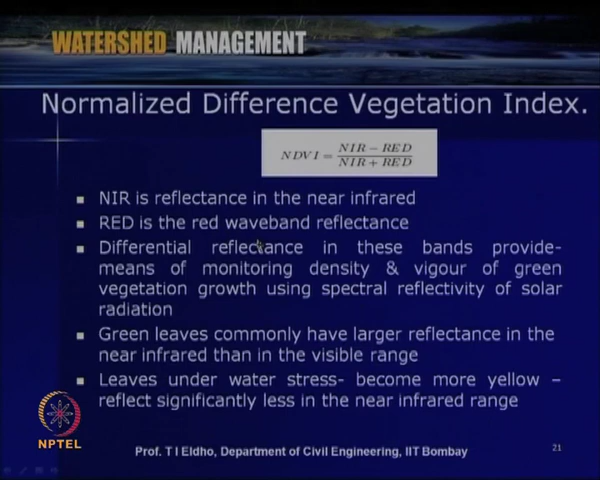 WATERSHED MANAGEMENT
Normalized Difference Vegetation Index.
NDVI = NIR − RED / NIR + RED
NIR is reflectance in the near infrared
RED is the red waveband reflectance
Differential reflectance in these bands provide-
means of monitoring density & vigour of green
vegetation growth using spectral reflectivity of solar
radiation
Green leaves commonly have larger reflectance in the
near infrared than in the visible range
Leaves under water stress- become more yellow –
reflect significantly less in the near infrared range
NPTEL
Prof. T I Eldho, Department of Civil Engineering, IIT Bombay
21